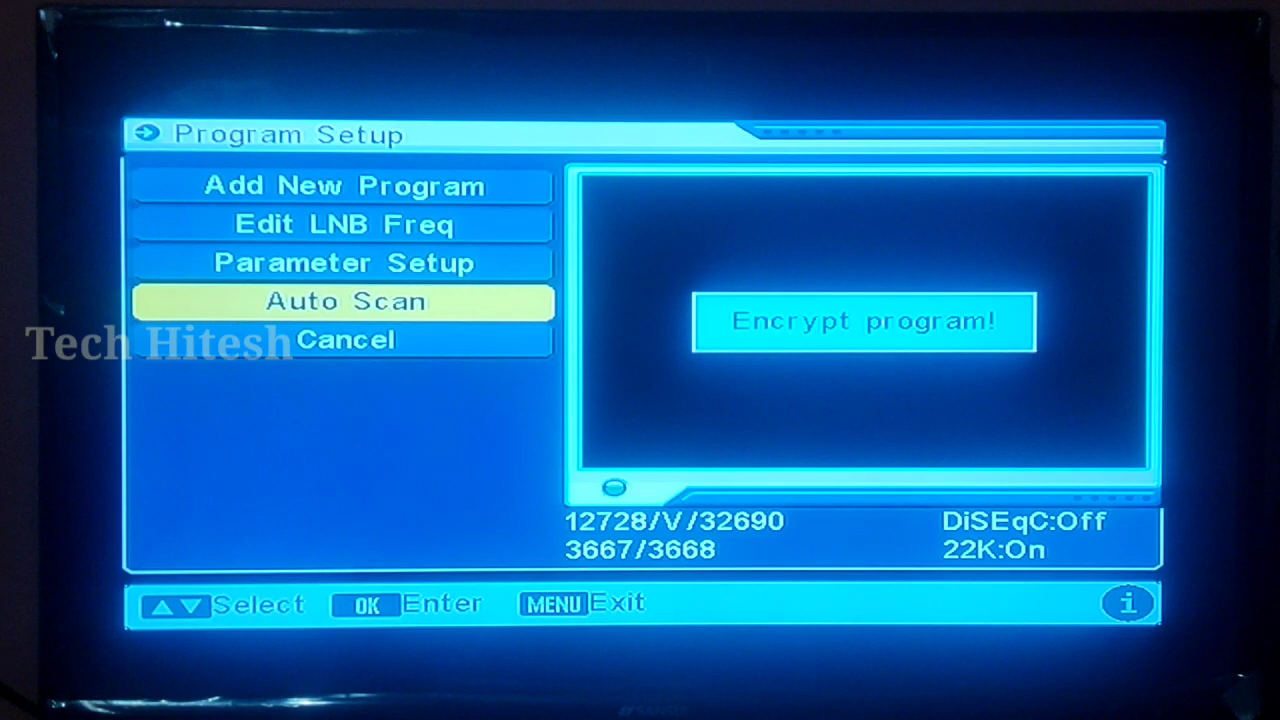 Program Setup
Add New Program
Edit LNB Freq
Parameter Setup
Auto Scan
Cancel
Tech Hitesh
Encrypt program!
12728/V/32690
DiSEqC:Off
3667/3668
22K:On
Select OK Enter MENU Exit i
SANSUI